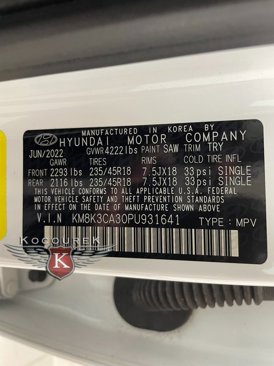 MANUFACTURED IN KOREA BY
HYUNDAI MOTOR COMPANY
JUN/2022 GVWR 4222lbs PAINT SAW TRIM TRY
GAWR TIRES RIMS COLD TIRE INFL
FRONT 2293 lbs 235/45R18 7.5JX18 33psi SINGLE
REAR 2116 lbs 235/45R18 7.5JX18 33psi SINGLE
THIS VEHICLE CONFORMS TO ALL APPLICABLE U.S. FEDERAL
MOTOR VEHICLE SAFETY AND THEFT PREVENTION STANDARDS
IN EFFECT ON THE DATE OF MANUFACTURE SHOWN ABOVE.
V.I.N KM8K3CA30PU931641 TYPE : MPV
KOCOUREK
K